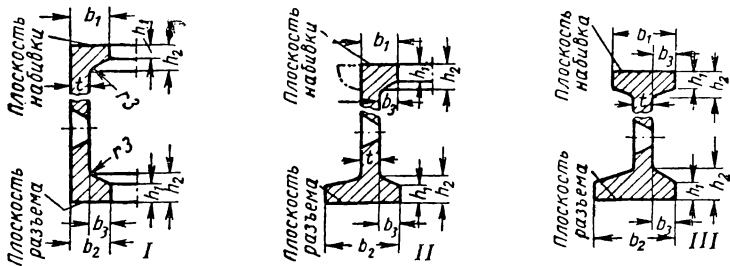 b₁
h₁
h₂
Плоскость
набивки
t
r3
r3
Плоскость
разъема
h₁
h₂
b₃
b₂
I
b₁
h₁
h₂
Плоскость
набивки
b₃
t
Плоскость
разъема
h₁
h₂
b₃
b₂
II
b₁
b₃
h₁
h₂
Плоскость
набивки
t
Плоскость
разъема
h₁
h₂
b₃
b₂
III